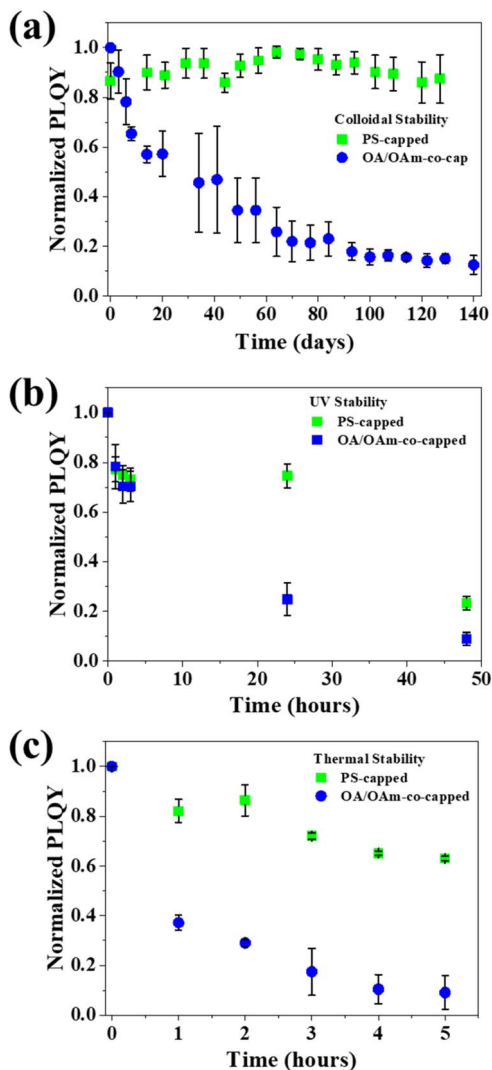 (a)
Normalized PLQY
1.0
0.8
0.6
0.4
0.2
0.0
Colloidal Stability
PS-capped
OA/OAm-co-cap
0 20 40 60 80 100 120 140
Time (days)
(b)
Normalized PLQY
1.0
0.8
0.6
0.4
0.2
0.0
UV Stability
PS-capped
OA/OAm-co-capped
0 10 20 30 40 50
Time (hours)
(c)
Normalized PLQY
1.0
0.8
0.6
0.4
0.2
0.0
Thermal Stability
PS-capped
OA/OAm-co-capped
0 1 2 3 4 5
Time (hours)